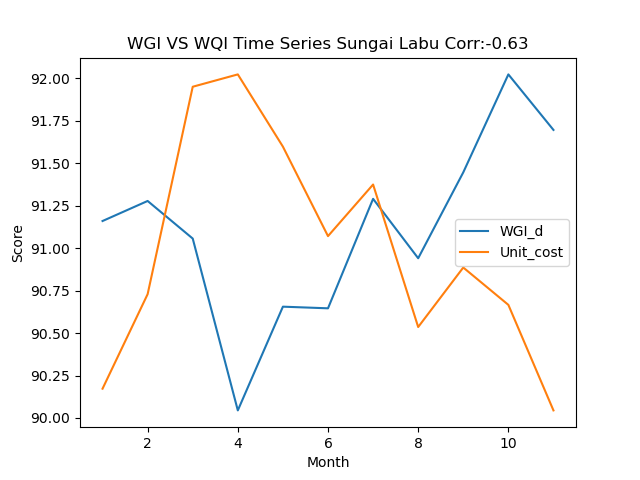 WGI VS WQI Time Series Sungai Labu Corr:-0.63
92.00
91.75
91.50
91.25
91.00
90.75
90.50
90.25
90.00
Score
WGI_d
Unit_cost
2 4 6 8 10
Month